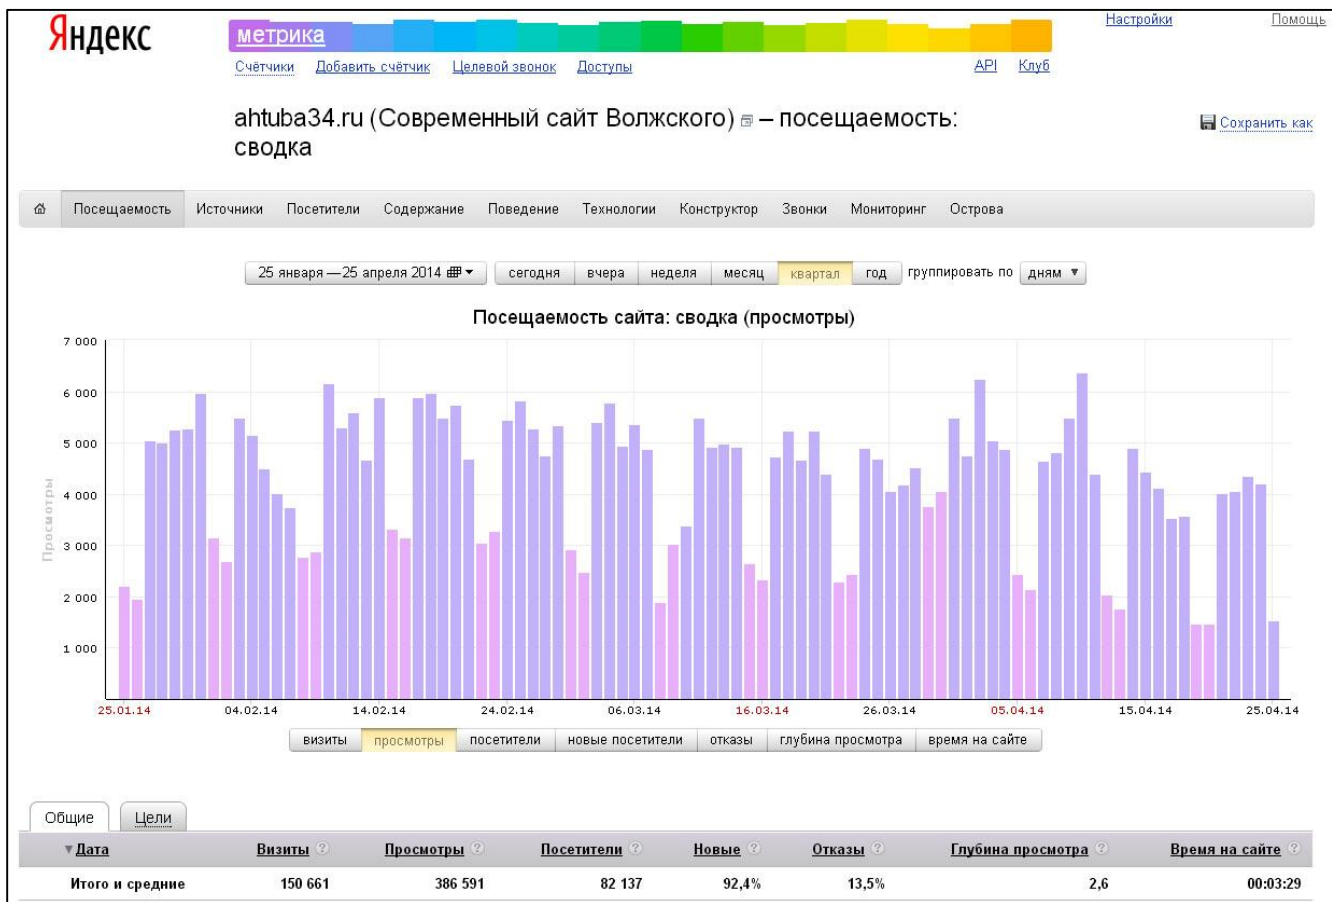 Яндекс
метрика
Настройки Помощь
Счётчики Добавить счётчик Целевой звонок Доступы API Клуб
ahtuba34.ru (Современный сайт Волжского) – посещаемость:
сводка
Сохранить как
Посещаемость Источники Посетители Содержание Поведение Технологии Конструктор Звонки Мониторинг Острова
25 января — 25 апреля 2014 сегодня вчера неделя месяц квартал год группировать по дням
Посещаемость сайта: сводка (просмотры)
7 000
6 000
5 000
4 000
3 000
2 000
1 000
Просмотры
25.01.14 04.02.14 14.02.14 24.02.14 06.03.14 16.03.14 26.03.14 05.04.14 15.04.14 25.04.14
визиты просмотры посетители новые посетители отказы глубина просмотра время на сайте
Общие Цели
▼ Дата Визиты ? Просмотры ? Посетители ? Новые ? Отказы ? Глубина просмотра ? Время на сайте ?
Итого и средние 150 661 386 591 82 137 92,4% 13,5% 2,6 00:03:29